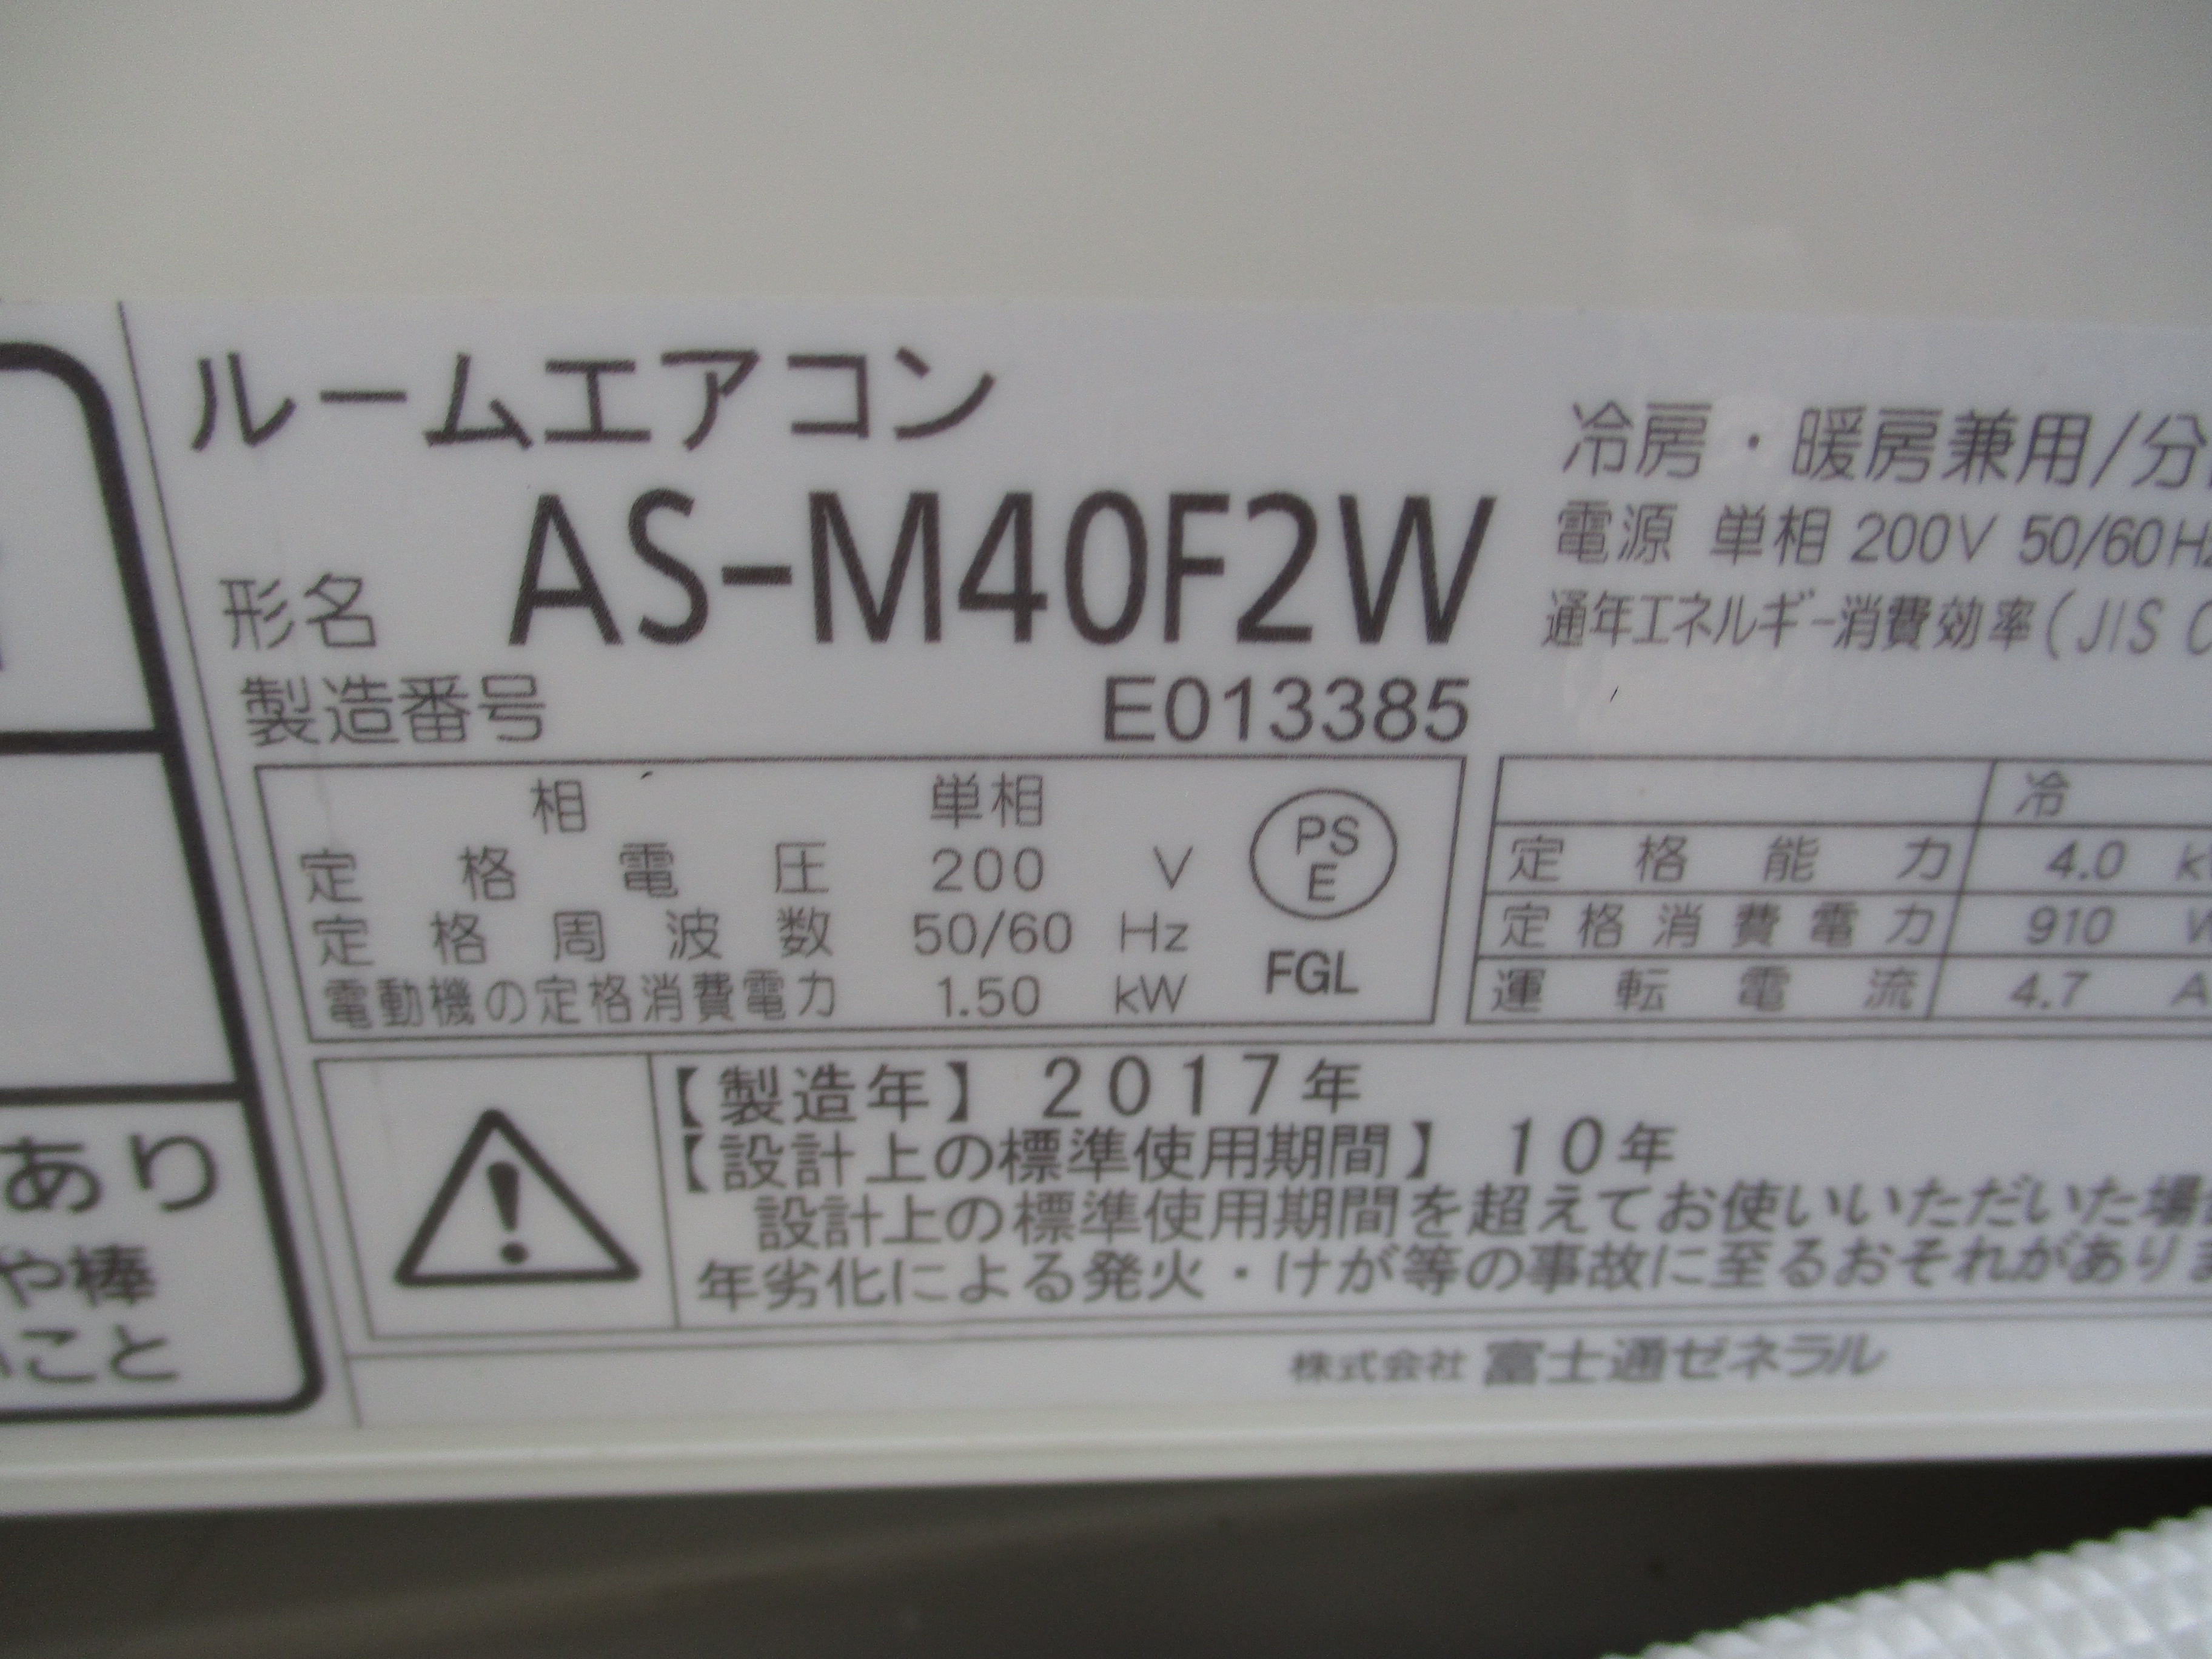 ルームエアコン
形名 AS-M40F2W
製造番号 E013385
冷房・暖房兼用/分
電源 単相 200V 50/60Hz
通年エネルギー消費効率(JIS C
相 単相
定格電圧 200 V
定格周波数 50/60 Hz
電動機の定格消費電力 1.50 kW
PS
E
FGL
冷
定格能力 4.0 k
定格消費電力 910 W
運転電流 4.7 A
【製造年】2017年
【設計上の標準使用期間】10年
設計上の標準使用期間を超えてお使いいただいた場
年劣化による発火・けが等の事故に至るおそれがありま
株式会社 富士通ゼネラル
あり
や棒
こと